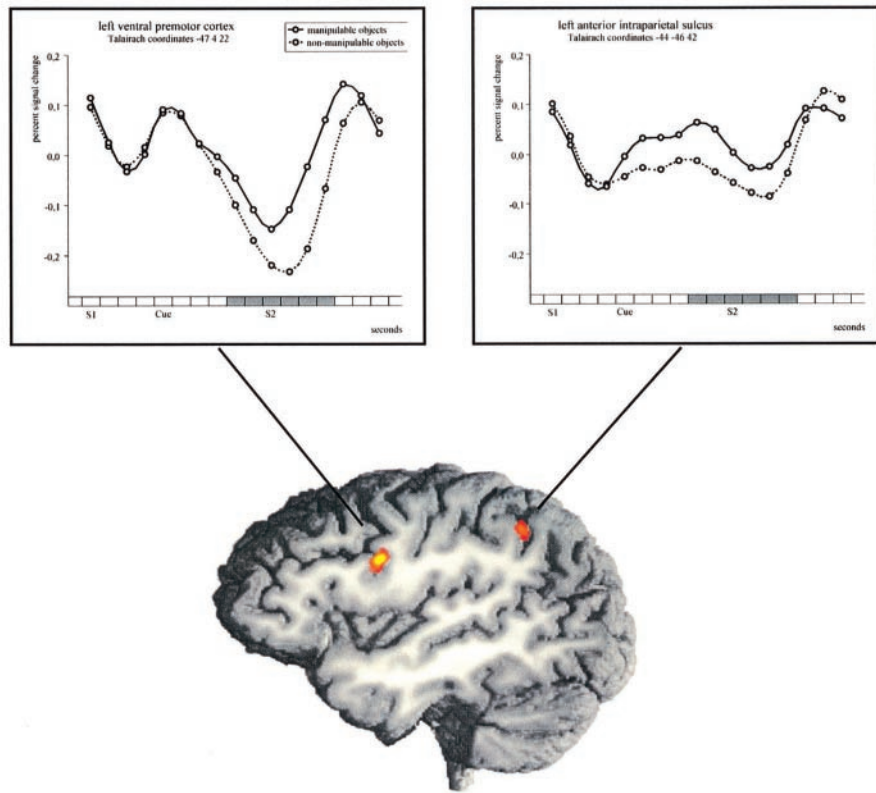 left ventral premotor cortex
Talairach coordinates -47 4 22
manipulable objects
non-manipulable objects
percent signal change
0,2
0,1
0,0
-0,1
-0,2
S1 Cue S2
seconds
left anterior intraparietal sulcus
Talairach coordinates -44 -46 42
percent signal change
0,2
0,1
0,0
-0,1
-0,2
S1 Cue S2
seconds